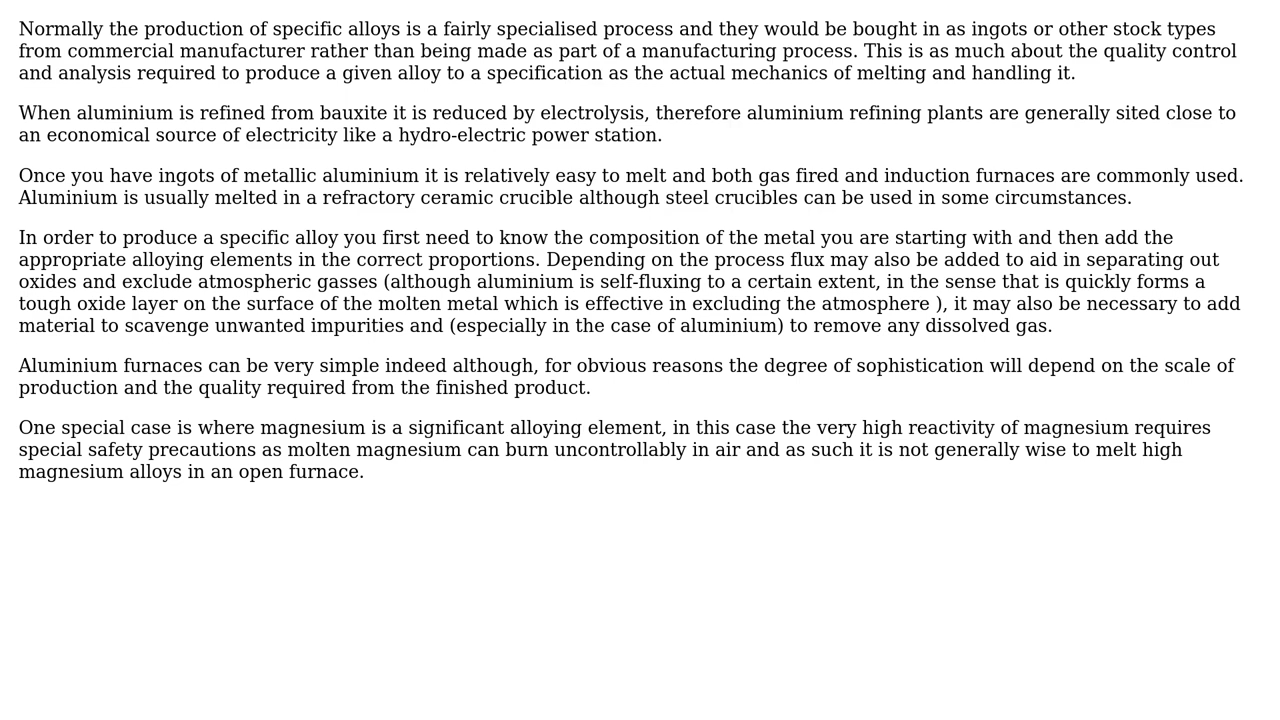 Normally the production of specific alloys is a fairly specialised process and they would be bought in as ingots or other stock types
from commercial manufacturer rather than being made as part of a manufacturing process. This is as much about the quality control
and analysis required to produce a given alloy to a specification as the actual mechanics of melting and handling it.
When aluminium is refined from bauxite it is reduced by electrolysis, therefore aluminium refining plants are generally sited close to
an economical source of electricity like a hydro-electric power station.
Once you have ingots of metallic aluminium it is relatively easy to melt and both gas fired and induction furnaces are commonly used.
Aluminium is usually melted in a refractory ceramic crucible although steel crucibles can be used in some circumstances.
In order to produce a specific alloy you first need to know the composition of the metal you are starting with and then add the
appropriate alloying elements in the correct proportions. Depending on the process flux may also be added to aid in separating out
oxides and exclude atmospheric gasses (although aluminium is self-fluxing to a certain extent, in the sense that is quickly forms a
tough oxide layer on the surface of the molten metal which is effective in excluding the atmosphere ), it may also be necessary to add
material to scavenge unwanted impurities and (especially in the case of aluminium) to remove any dissolved gas.
Aluminium furnaces can be very simple indeed although, for obvious reasons the degree of sophistication will depend on the scale of
production and the quality required from the finished product.
One special case is where magnesium is a significant alloying element, in this case the very high reactivity of magnesium requires
special safety precautions as molten magnesium can burn uncontrollably in air and as such it is not generally wise to melt high
magnesium alloys in an open furnace.